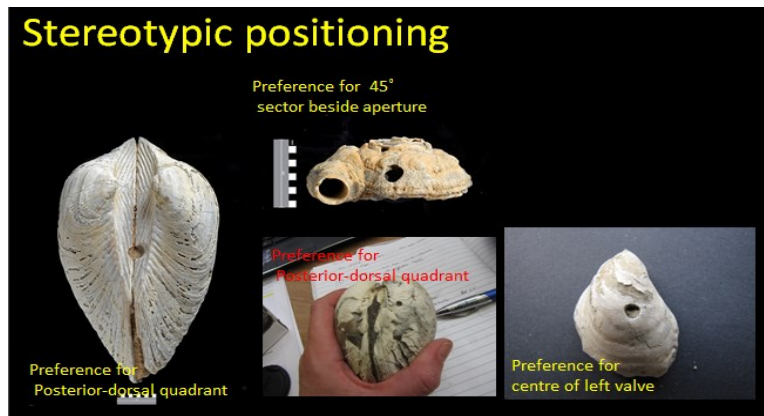 Stereotypic positioning
Preference for 45°
sector beside aperture
Preference for
Posterior-dorsal quadrant
Preference for
Posterior-dorsal quadrant
Preference for
centre of left valve